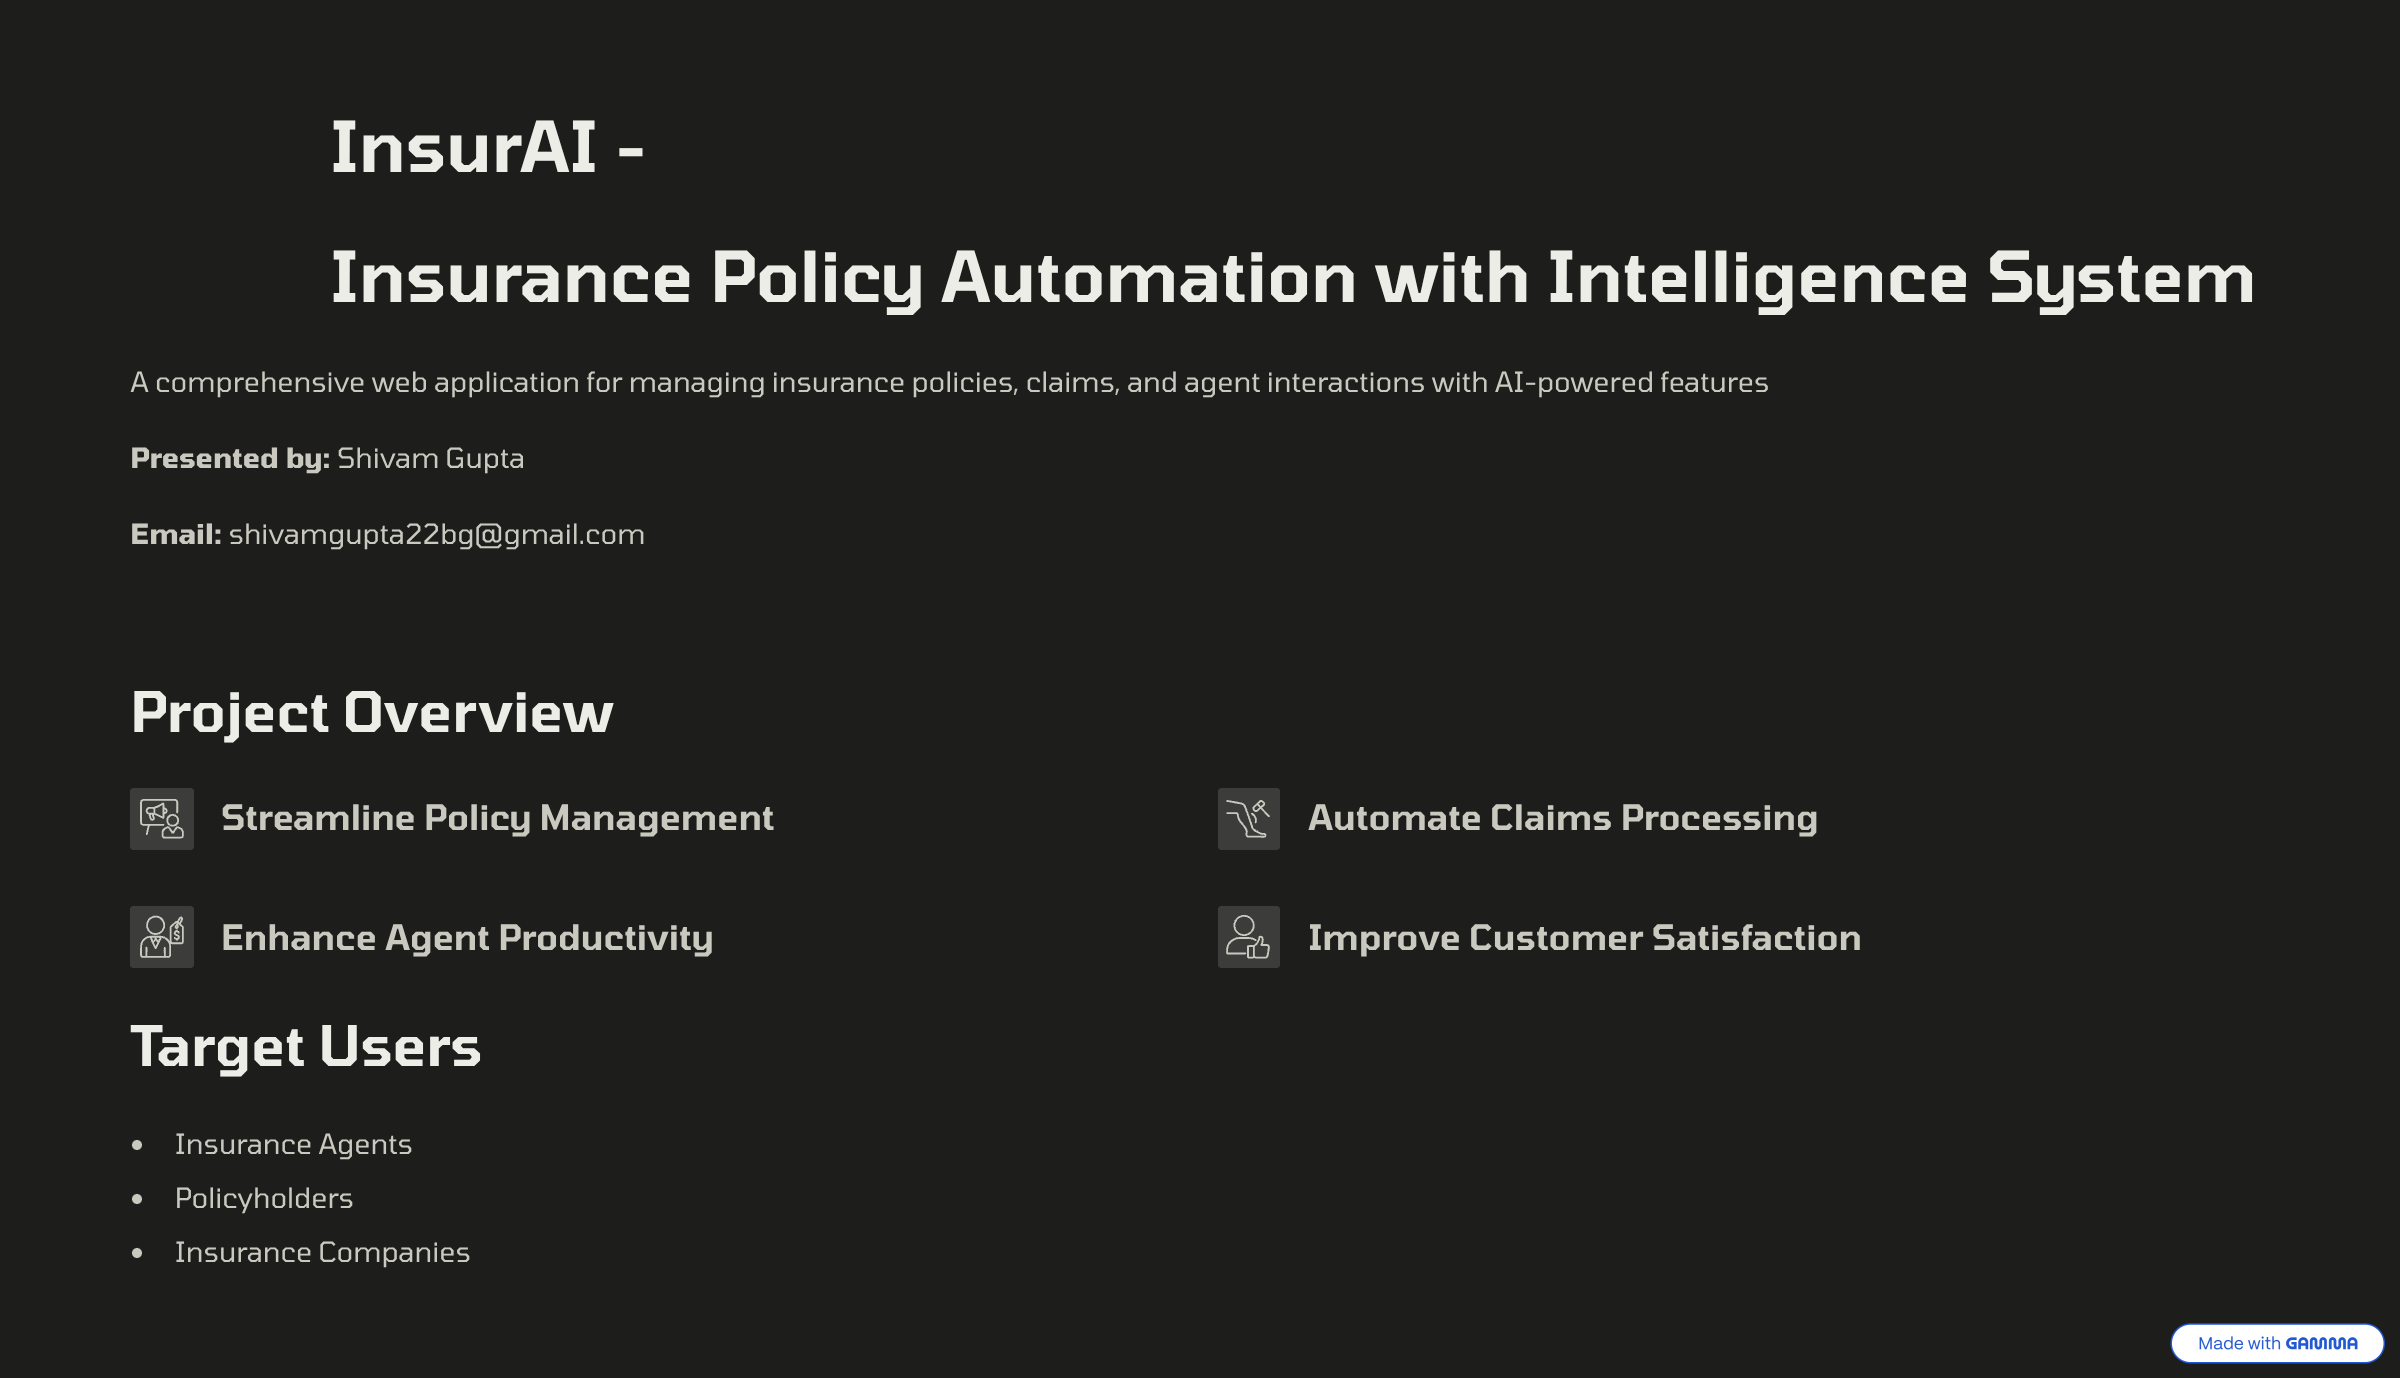 InsurAI -
Insurance Policy Automation with Intelligence System
A comprehensive web application for managing insurance policies, claims, and agent interactions with AI-powered features
Presented by: Shivam Gupta
Email: shivamgupta22bg@gmail.com
Project Overview
Streamline Policy Management
Automate Claims Processing
Enhance Agent Productivity
Improve Customer Satisfaction
Target Users
• Insurance Agents
• Policyholders
• Insurance Companies
Made with GAMMA